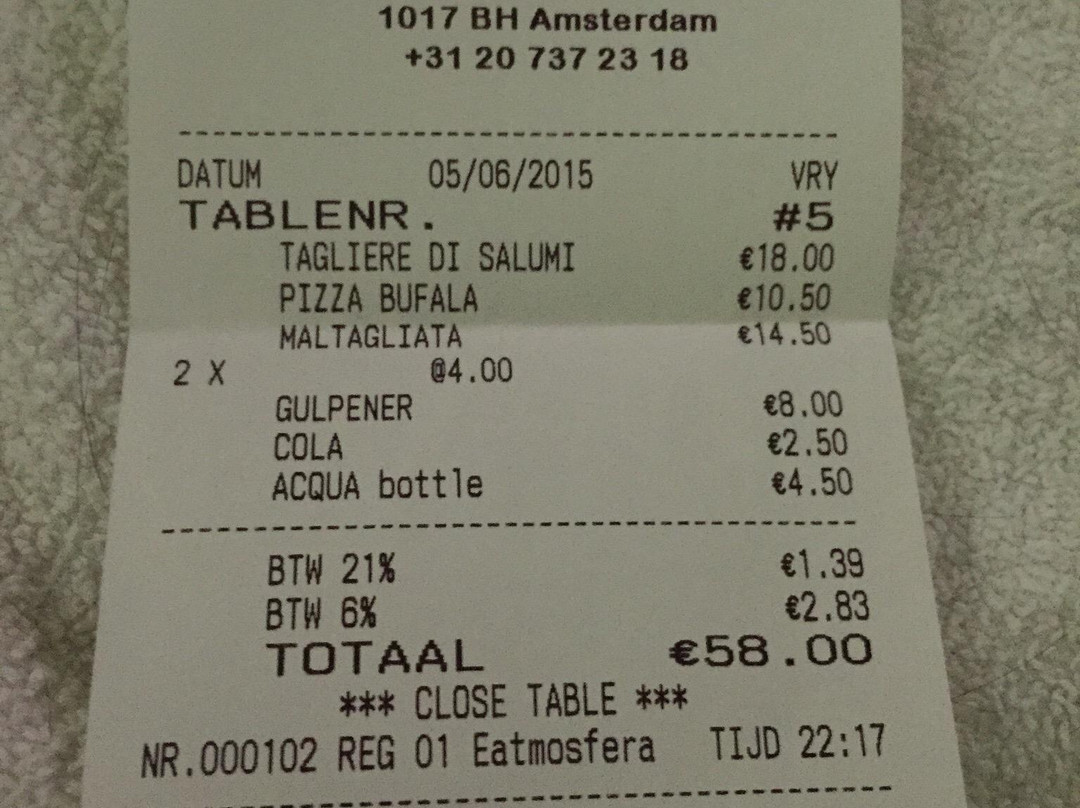 1017 BH Amsterdam
+31 20 737 23 18
DATUM 05/06/2015 VRY
TABLENR. #5
TAGLIERE DI SALUMI €18.00
PIZZA BUFALA €10.50
MALTAGLIATA €14.50
2 X @4.00
GULPENER €8.00
COLA €2.50
ACQUA bottle €4.50
BTW 21% €1.39
BTW 6% €2.83
TOTAAL €58.00
*** CLOSE TABLE ***
NR.000102 REG 01 Eatmosfera TIJD 22:17